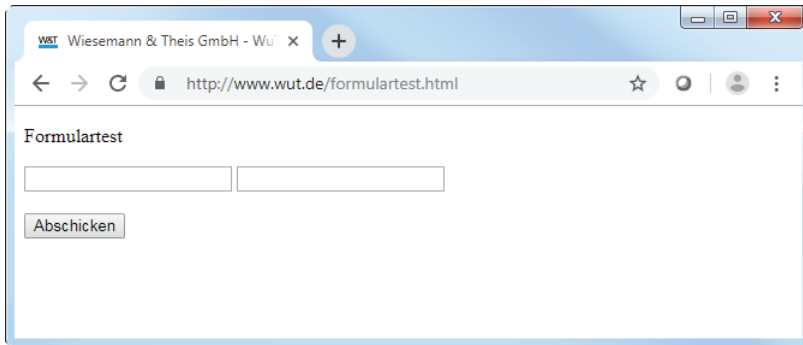 W&T Wiesemann & Theis GmbH - Wu
http://www.wut.de/formulartest.html
Formulartest
Abschicken